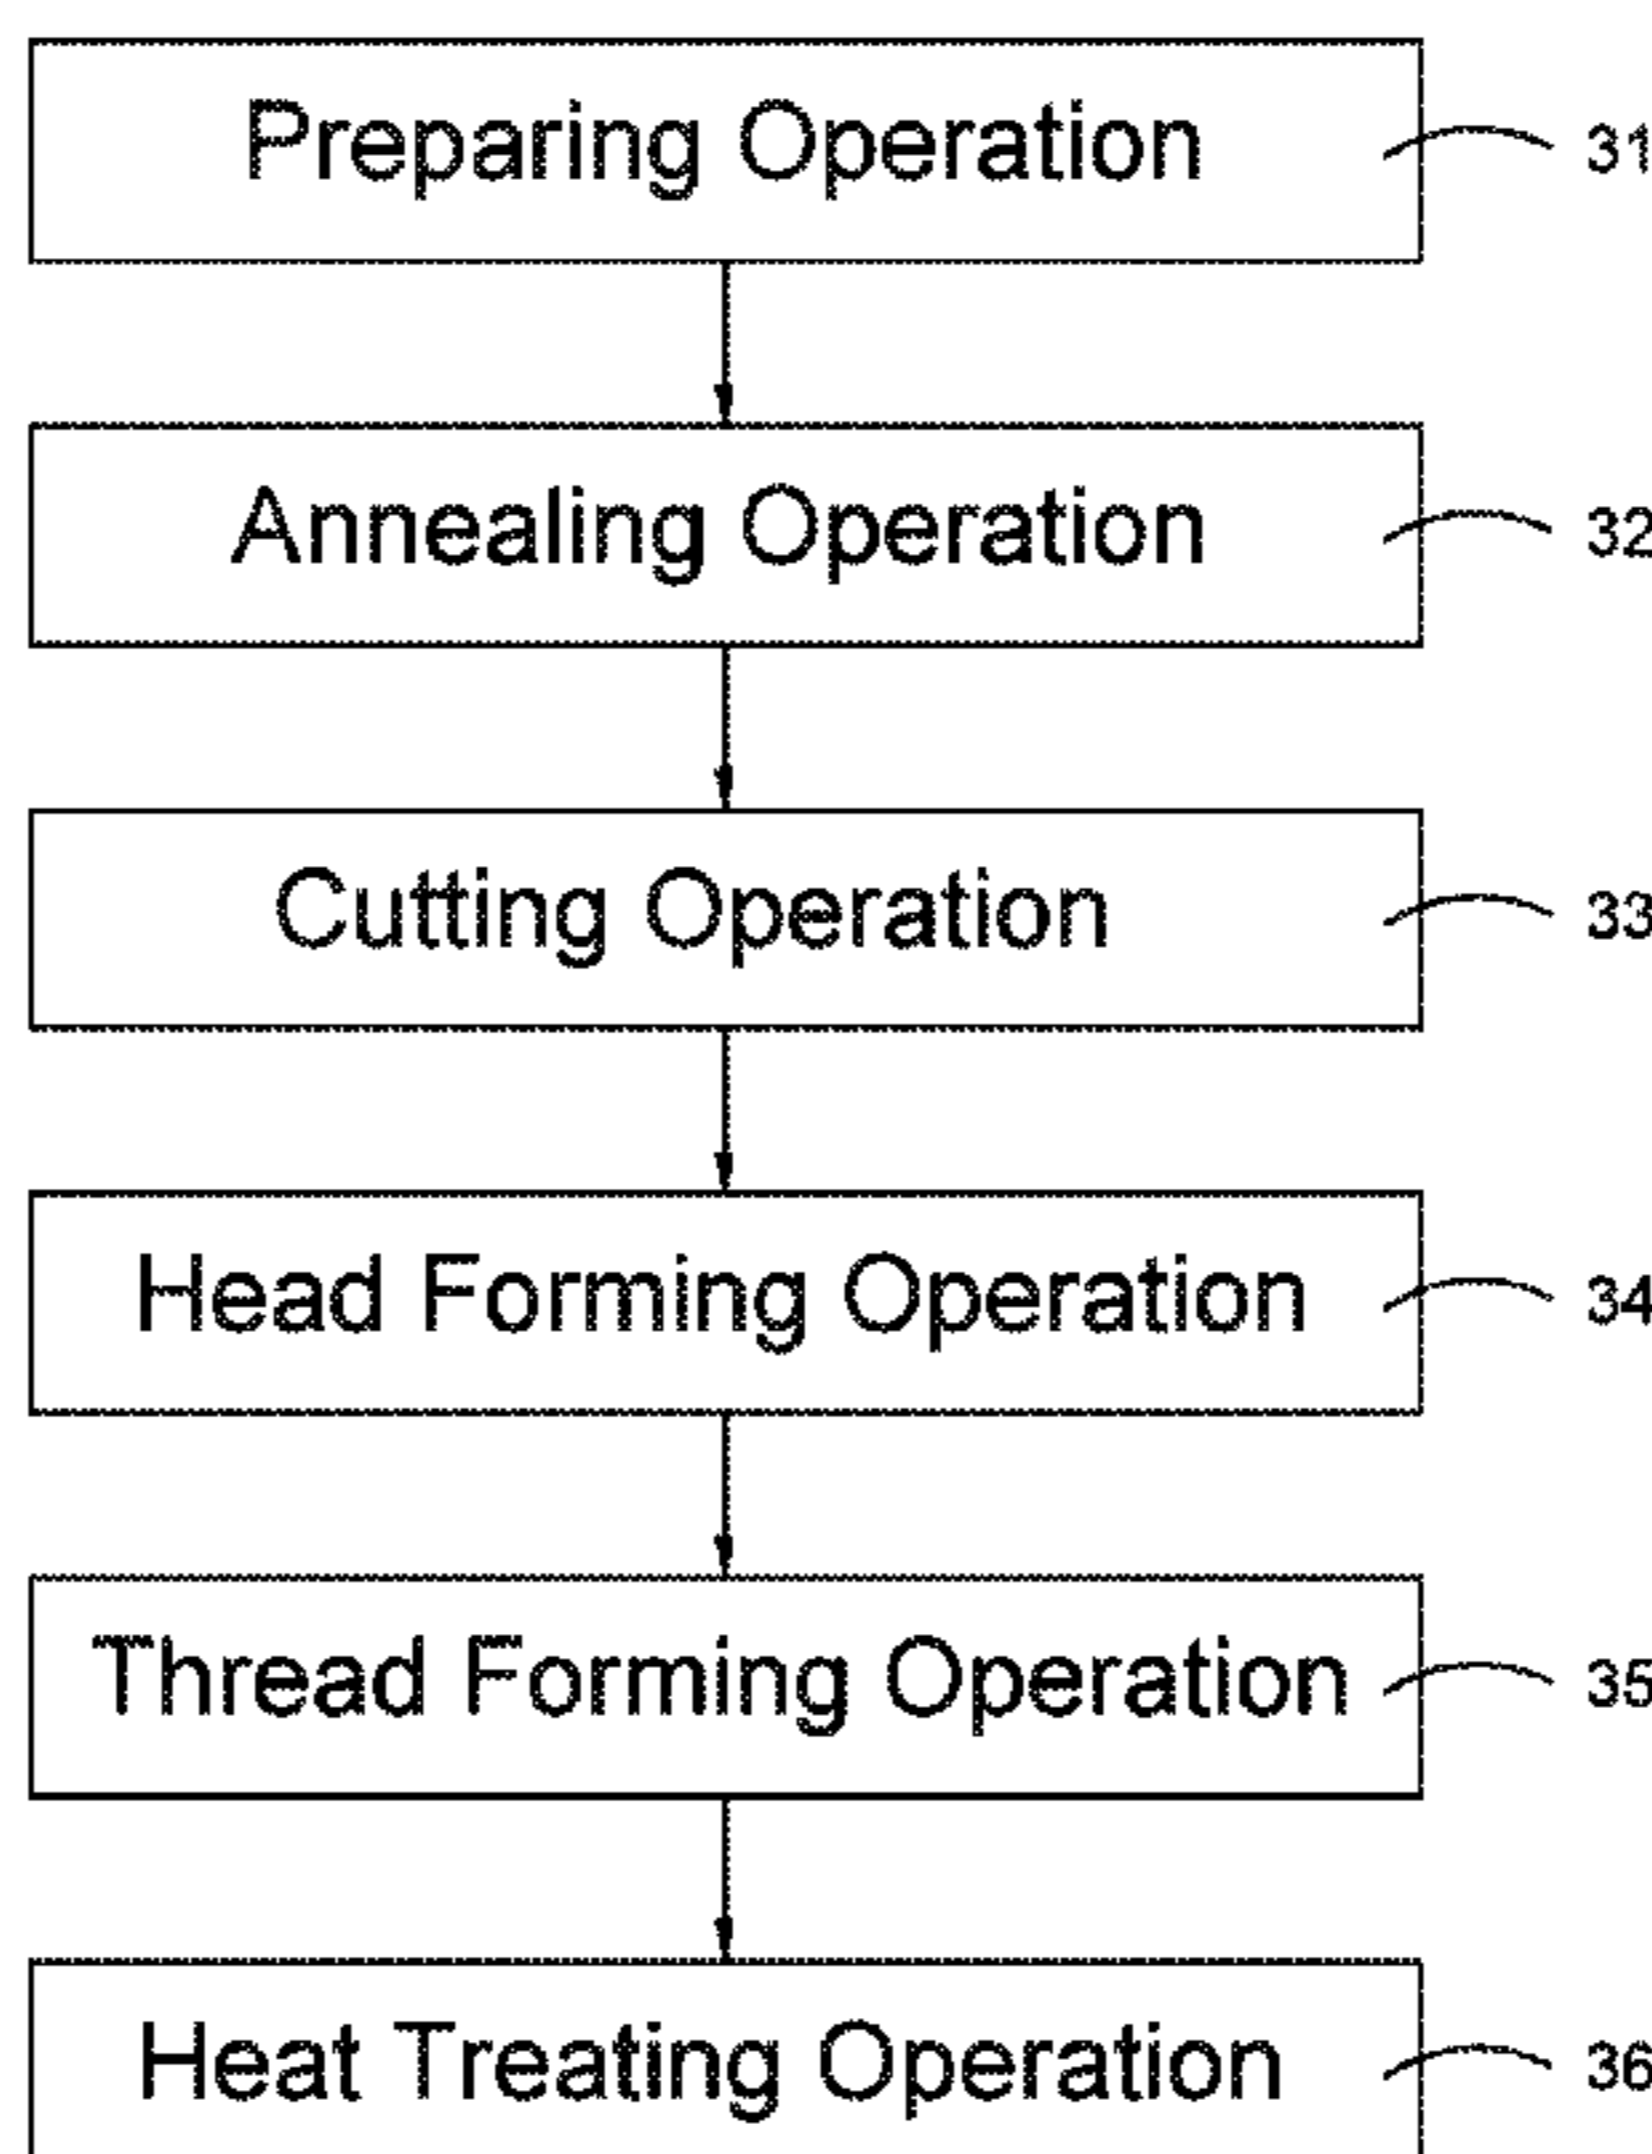 Preparing Operation 31
Annealing Operation 32
Cutting Operation 33
Head Forming Operation 34
Thread Forming Operation 35
Heat Treating Operation 36